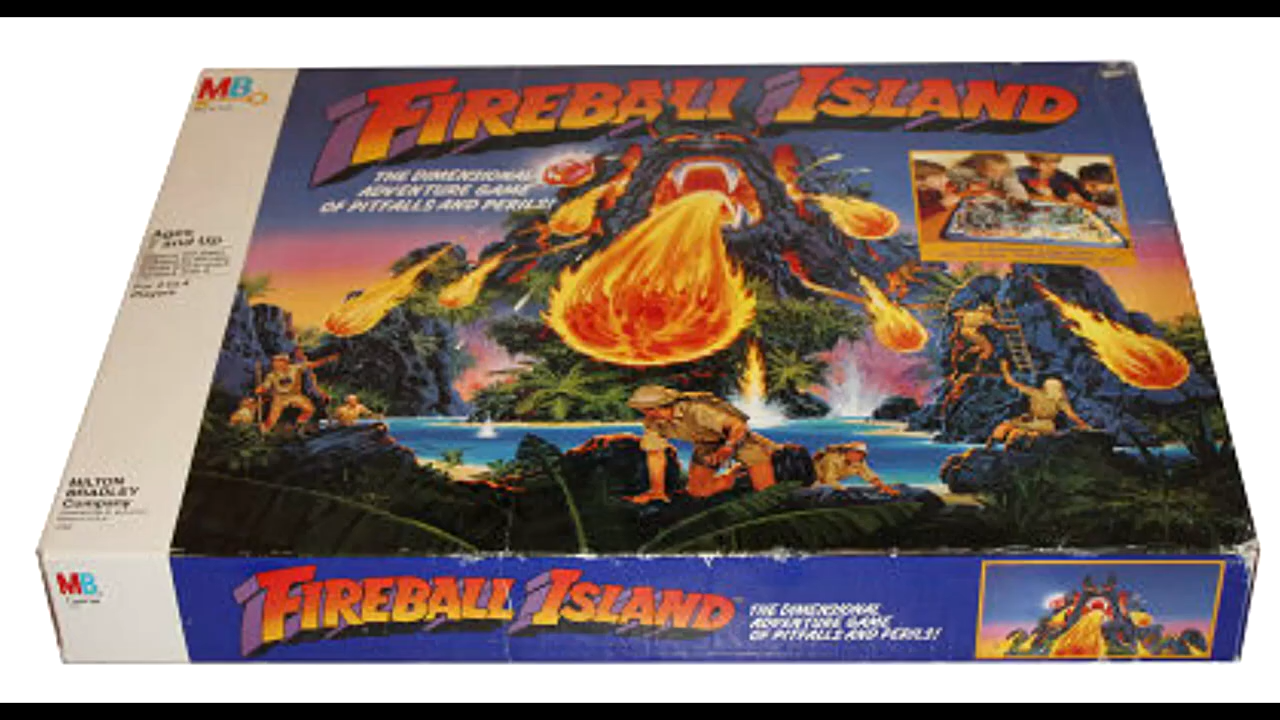 MB
FIREBALL ISLAND
THE DIMENSIONAL
ADVENTURE GAME
OF PITFALLS AND PERILS!
Ages
and Up
For 2 to 4
Players
MILTON
BRADLEY
Company
MB
FIREBALL ISLAND
THE DIMENSIONAL
ADVENTURE GAME
OF PITFALLS AND PERILS!